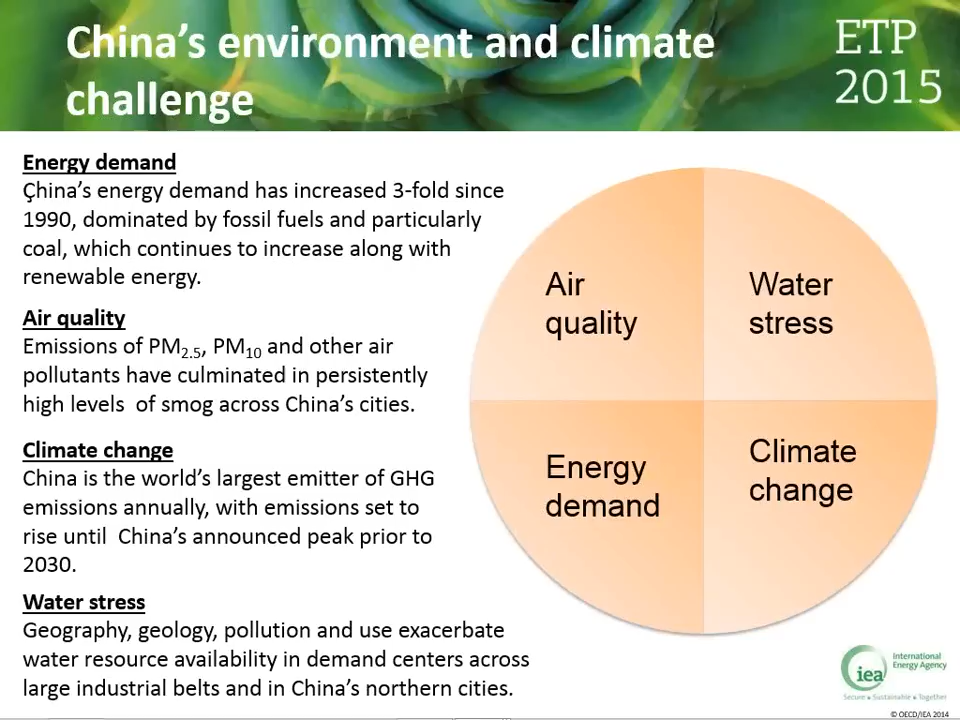 China's environment and climate
challenge
ETP
2015
Energy demand
China's energy demand has increased 3-fold since
1990, dominated by fossil fuels and particularly
coal, which continues to increase along with
renewable energy.
Air quality
Emissions of PM2.5, PM10 and other air
pollutants have culminated in persistently
high levels of smog across China's cities.
Climate change
China is the world's largest emitter of GHG
emissions annually, with emissions set to
rise until China's announced peak prior to
2030.
Water stress
Geography, geology, pollution and use exacerbate
water resource availability in demand centers across
large industrial belts and in China's northern cities.
Air
quality
Water
stress
Energy
demand
Climate
change
iea
International
Energy Agency
Secure • Sustainable • Together
© OECD/IEA 2014